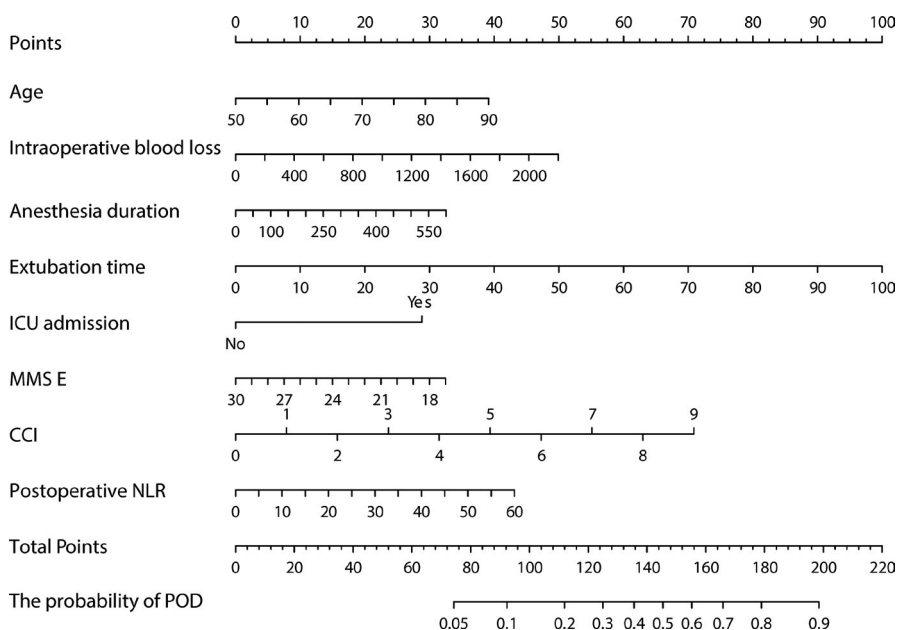 0 10 20 30 40 50 60 70 80 90 100
Points
Age
50 60 70 80 90
Intraoperative blood loss
0 400 800 1200 1600 2000
Anesthesia duration
0 100 250 400 550
Extubation time
0 10 20 30 40 50 60 70 80 90 100
Yes
ICU admission
No
MMS E
30 27 24 21 18
1 3 5 7 9
CCI
0 2 4 6 8
Postoperative NLR
0 10 20 30 40 50 60
Total Points
0 20 40 60 80 100 120 140 160 180 200 220
The probability of POD
0.05 0.1 0.2 0.3 0.4 0.5 0.6 0.7 0.8 0.9